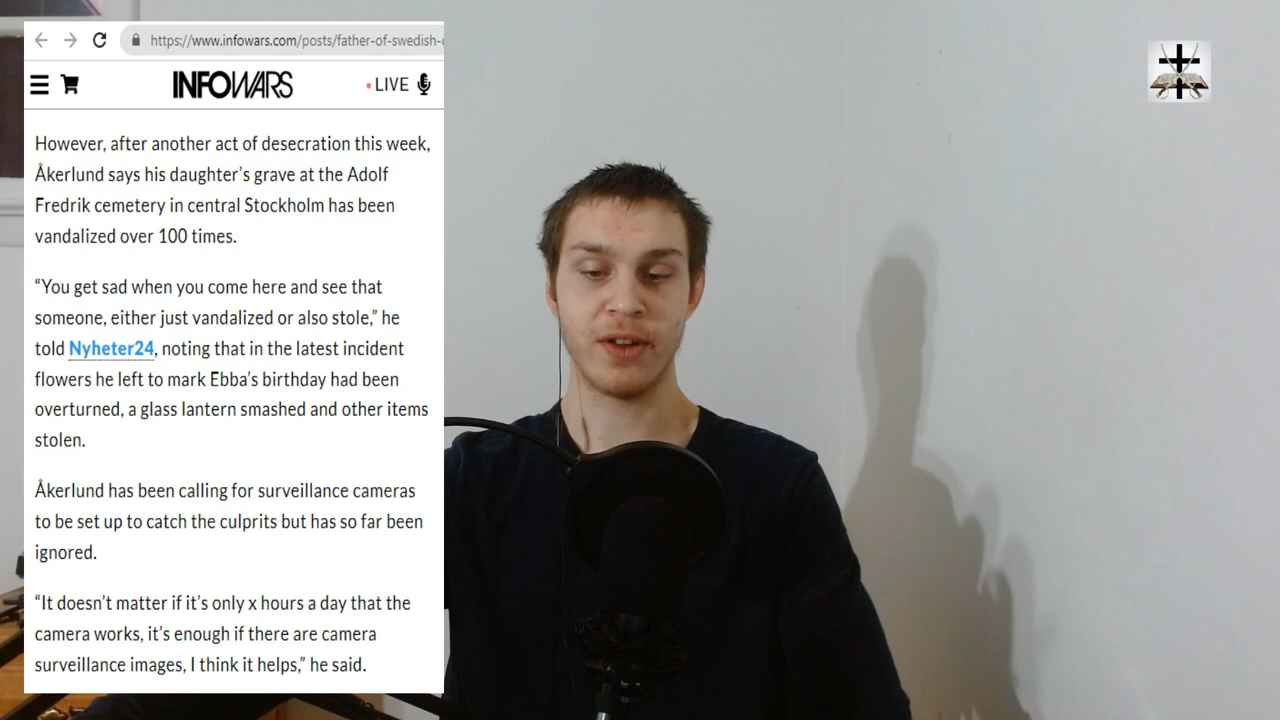 https://www.infowars.com/posts/father-of-swedish-
INFOWARS
LIVE
However, after another act of desecration this week,
Åkerlund says his daughter’s grave at the Adolf
Fredrik cemetery in central Stockholm has been
vandalized over 100 times.
“You get sad when you come here and see that
someone, either just vandalized or also stole,” he
told Nyheter24, noting that in the latest incident
flowers he left to mark Ebba’s birthday had been
overturned, a glass lantern smashed and other items
stolen.
Åkerlund has been calling for surveillance cameras
to be set up to catch the culprits but has so far been
ignored.
“It doesn’t matter if it’s only x hours a day that the
camera works, it’s enough if there are camera
surveillance images, I think it helps,” he said.